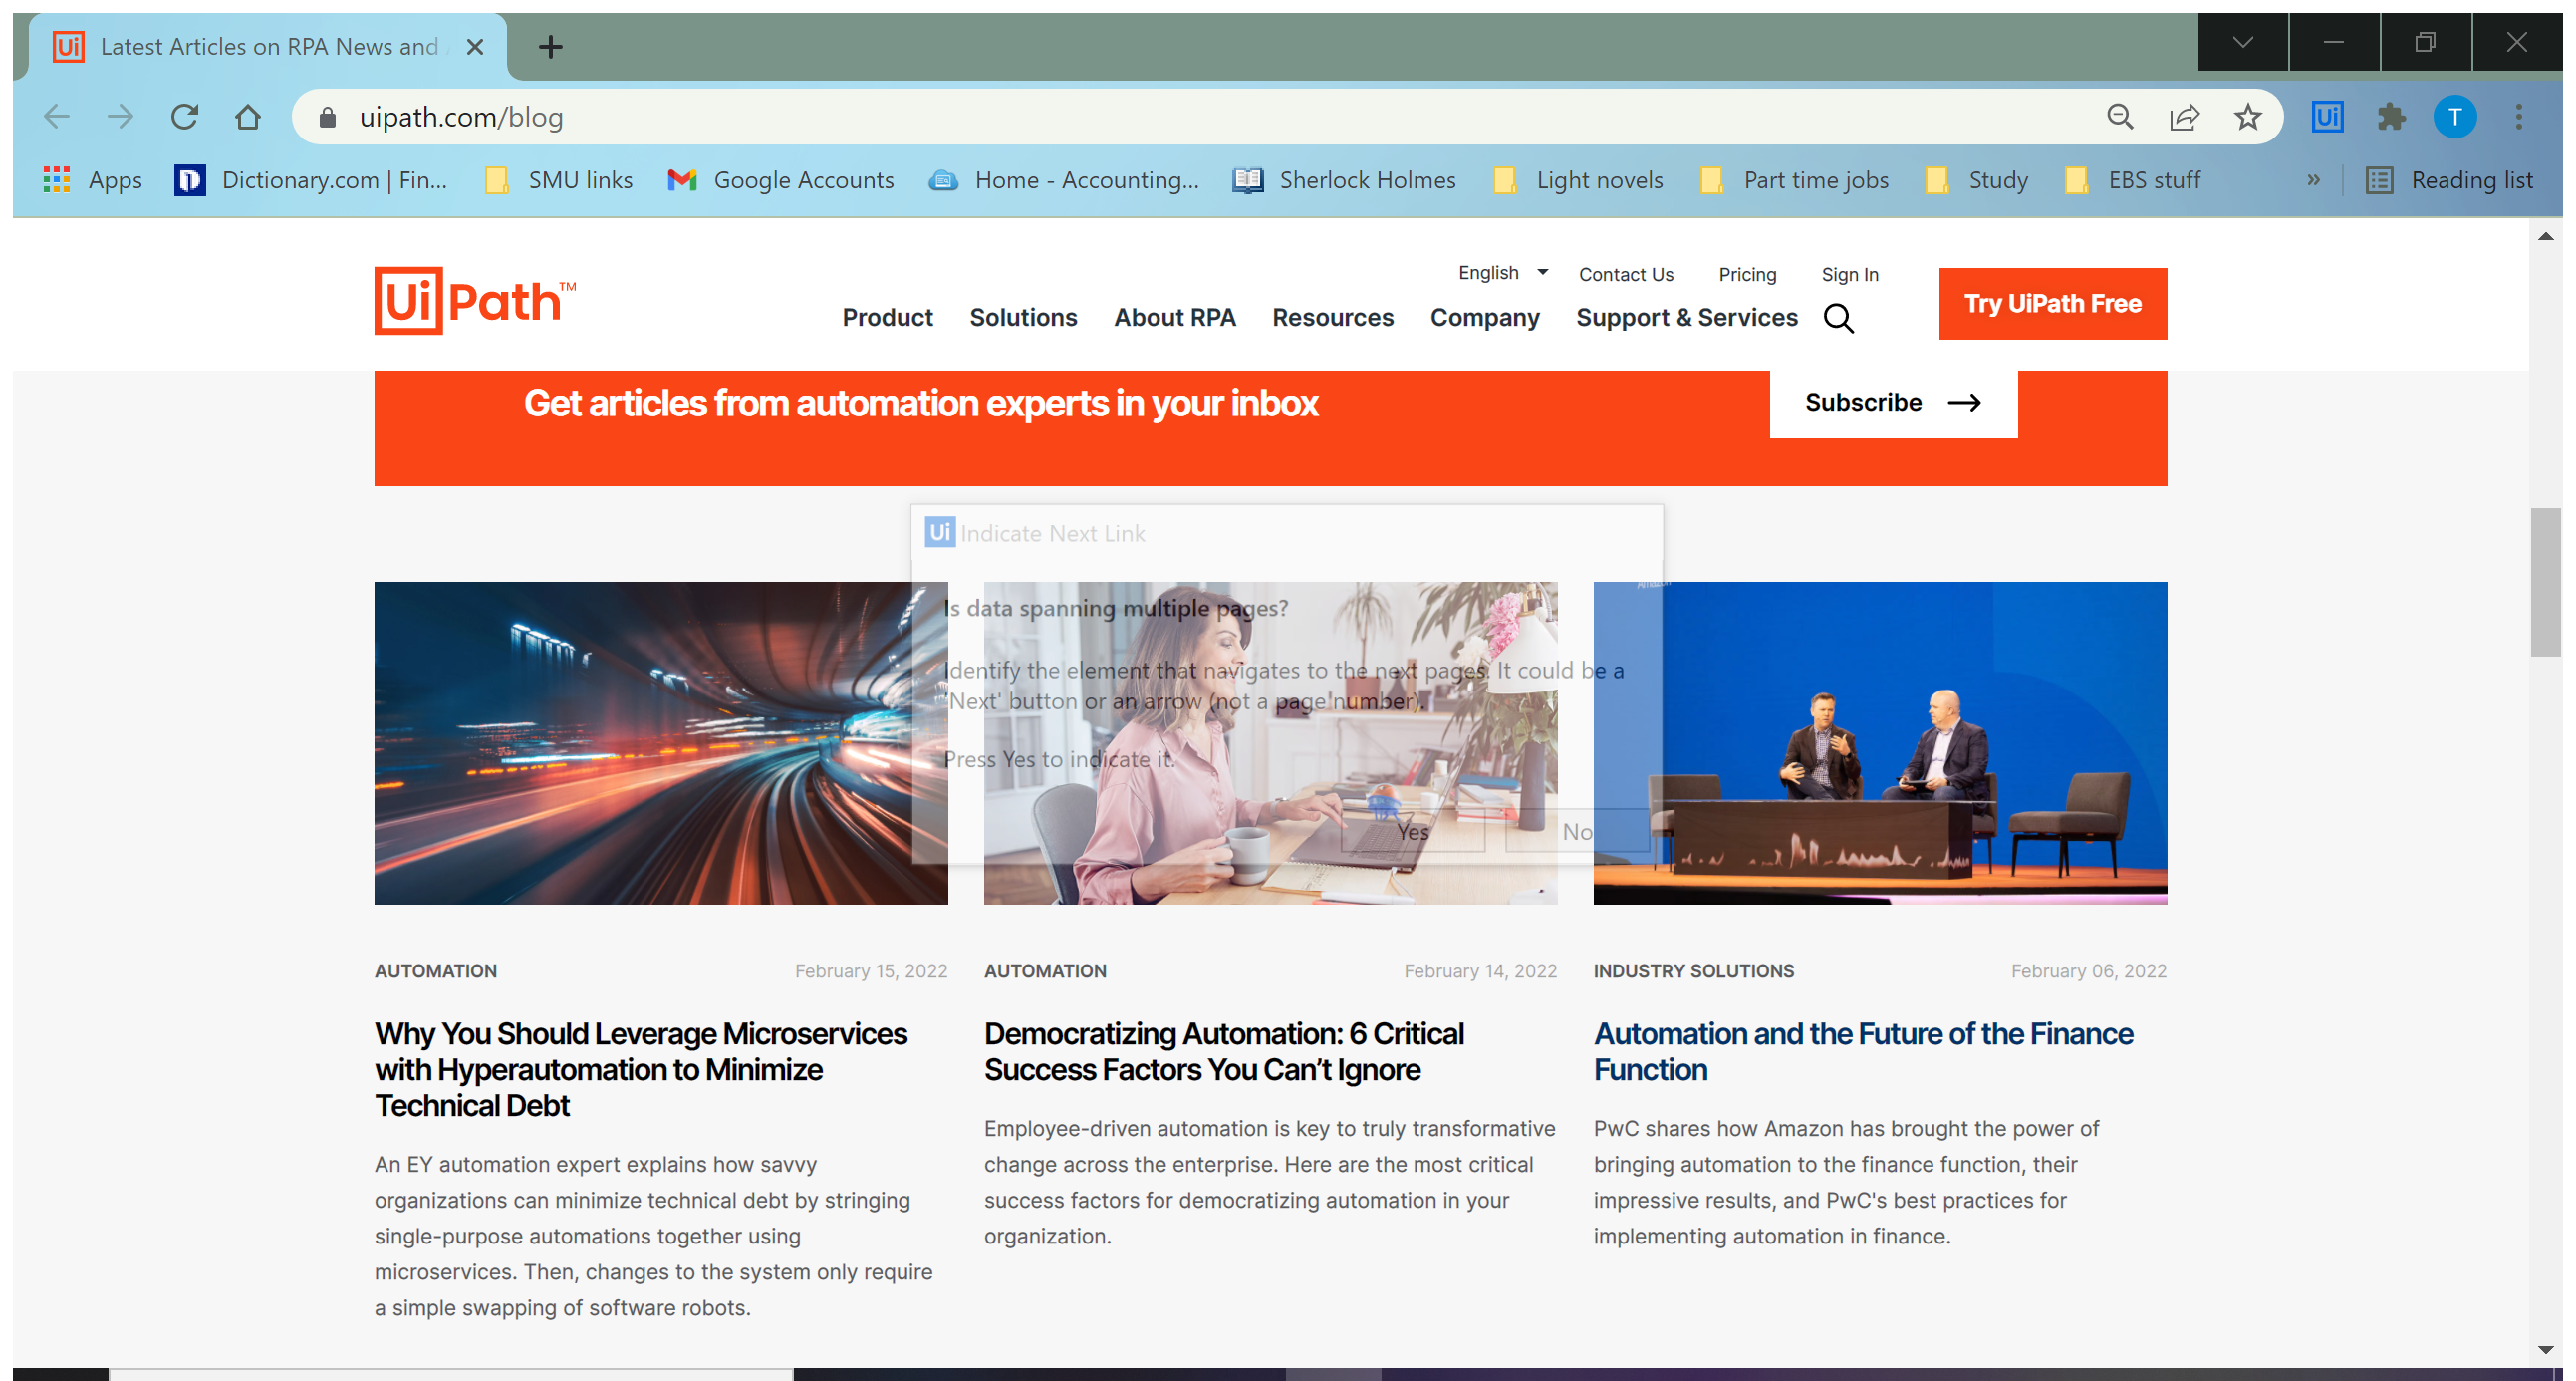 Ui Latest Articles on RPA News and
uipath.com/blog
Ui
T
Apps
Dictionary.com | Fin...
SMU links
Google Accounts
Home - Accounting...
Sherlock Holmes
Light novels
Part time jobs
Study
EBS stuff
»
Reading list
UiPath™
English
Contact Us
Pricing
Sign In
Product
Solutions
About RPA
Resources
Company
Support & Services
Try UiPath Free
Get articles from automation experts in your inbox
Subscribe →
Ui Indicate Next Link
Is data spanning multiple pages?
Identify the element that navigates to the next pages. It could be a
'Next' button or an arrow (not a page number).
Press Yes to indicate it.
Yes
No
AUTOMATION
February 15, 2022
Why You Should Leverage Microservices
with Hyperautomation to Minimize
Technical Debt
An EY automation expert explains how savvy
organizations can minimize technical debt by stringing
single-purpose automations together using
microservices. Then, changes to the system only require
a simple swapping of software robots.
AUTOMATION
February 14, 2022
Democratizing Automation: 6 Critical
Success Factors You Can’t Ignore
Employee-driven automation is key to truly transformative
change across the enterprise. Here are the most critical
success factors for democratizing automation in your
organization.
INDUSTRY SOLUTIONS
February 06, 2022
Automation and the Future of the Finance
Function
PwC shares how Amazon has brought the power of
bringing automation to the finance function, their
impressive results, and PwC's best practices for
implementing automation in finance.